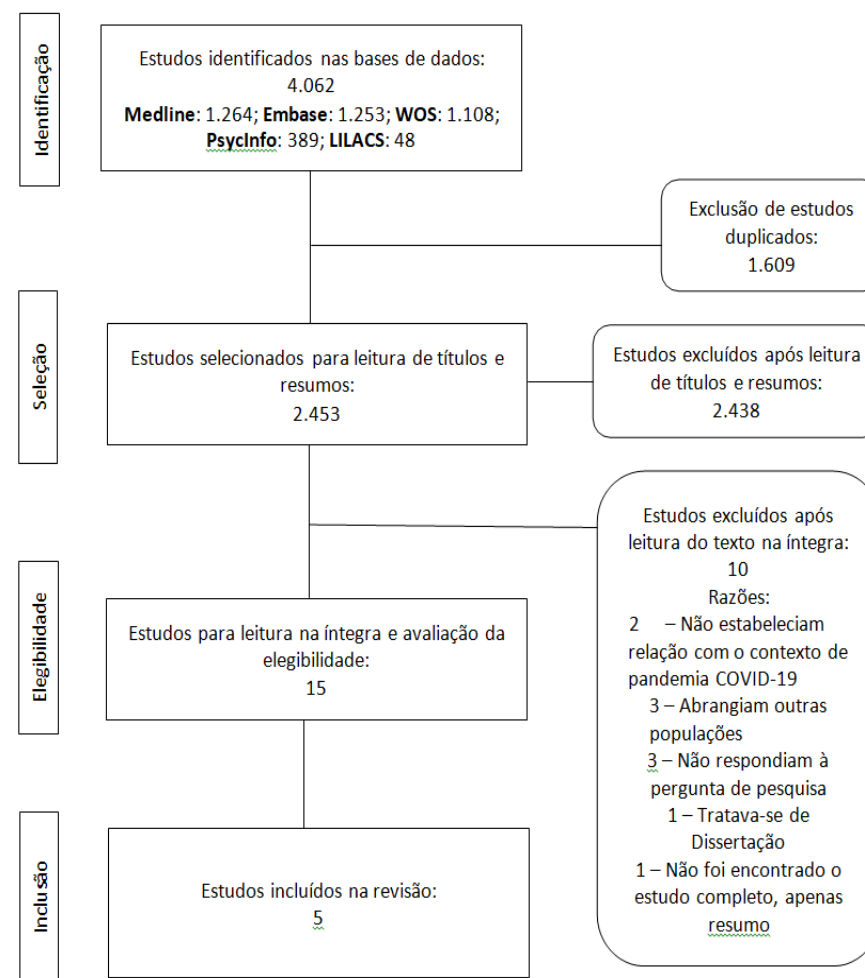 Identificação
Estudos identificados nas bases de dados:
4.062
Medline: 1.264; Embase: 1.253; WOS: 1.108;
PsycInfo: 389; LILACS: 48
Exclusão de estudos
duplicados:
1.609
Seleção
Estudos selecionados para leitura de títulos e
resumos:
2.453
Estudos excluídos após leitura
de títulos e resumos:
2.438
Estudos excluídos após
leitura do texto na íntegra:
10
Razões:
2 – Não estabeleciam
relação com o contexto de
pandemia COVID-19
3 – Abrangiam outras
populações
3 – Não respondiam à
pergunta de pesquisa
1 – Tratava-se de
Dissertação
1 – Não foi encontrado o
estudo completo, apenas
resumo
Elegibilidade
Estudos para leitura na íntegra e avaliação da
elegibilidade:
15
Inclusão
Estudos incluídos na revisão:
5